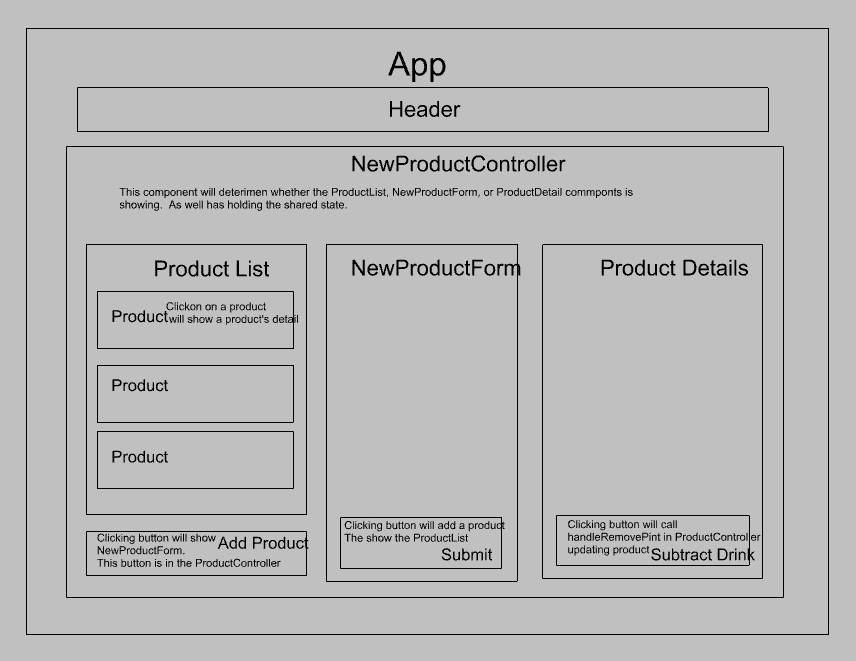 App
Header
NewProductController
This component will deterimen whether the ProductList, NewProductForm, or ProductDetail commponts is
showing.  As well has holding the shared state.
Product List
Product
Clickon on a product
will show a product's detail
Product
Product
Clicking button will show
NewProductForm.
This button is in the ProductController
Add Product
NewProductForm
Clicking button will add a product
The show the ProductList
Submit
Product Details
Clicking button will call
handleRemovePint in ProductController
updating product
Subtract Drink